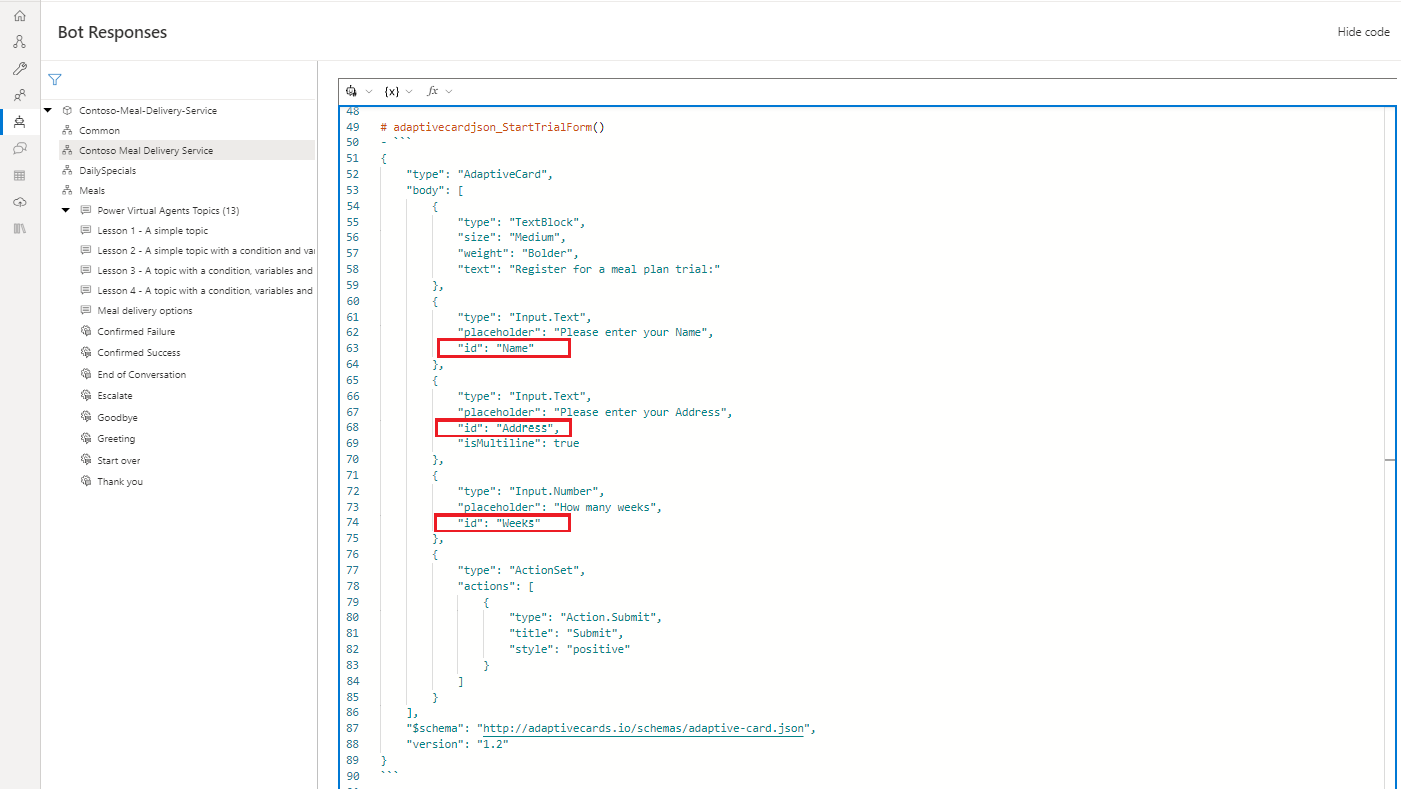 Bot Responses
Hide code
{x}
fx
Contoso-Meal-Delivery-Service
Common
Contoso Meal Delivery Service
DailySpecials
Meals
Power Virtual Agents Topics (13)
Lesson 1 - A simple topic
Lesson 2 - A simple topic with a condition and va
Lesson 3 - A topic with a condition, variables and
Lesson 4 - A topic with a condition, variables and
Meal delivery options
Confirmed Failure
Confirmed Success
End of Conversation
Escalate
Goodbye
Greeting
Start over
Thank you
48
49 # adaptivecardjson_StartTrialForm()
50 - ```
51 {
52 "type": "AdaptiveCard",
53 "body": [
54 {
55 "type": "TextBlock",
56 "size": "Medium",
57 "weight": "Bolder",
58 "text": "Register for a meal plan trial:"
59 },
60 {
61 "type": "Input.Text",
62 "placeholder": "Please enter your Name",
63 "id": "Name"
64 },
65 {
66 "type": "Input.Text",
67 "placeholder": "Please enter your Address",
68 "id": "Address",
69 "isMultiline": true
70 },
71 {
72 "type": "Input.Number",
73 "placeholder": "How many weeks",
74 "id": "Weeks"
75 },
76 {
77 "type": "ActionSet",
78 "actions": [
79 {
80 "type": "Action.Submit",
81 "title": "Submit",
82 "style": "positive"
83 }
84 ]
85 }
86 ],
87 "$schema": "http://adaptivecards.io/schemas/adaptive-card.json",
88 "version": "1.2"
89 }
90 ```